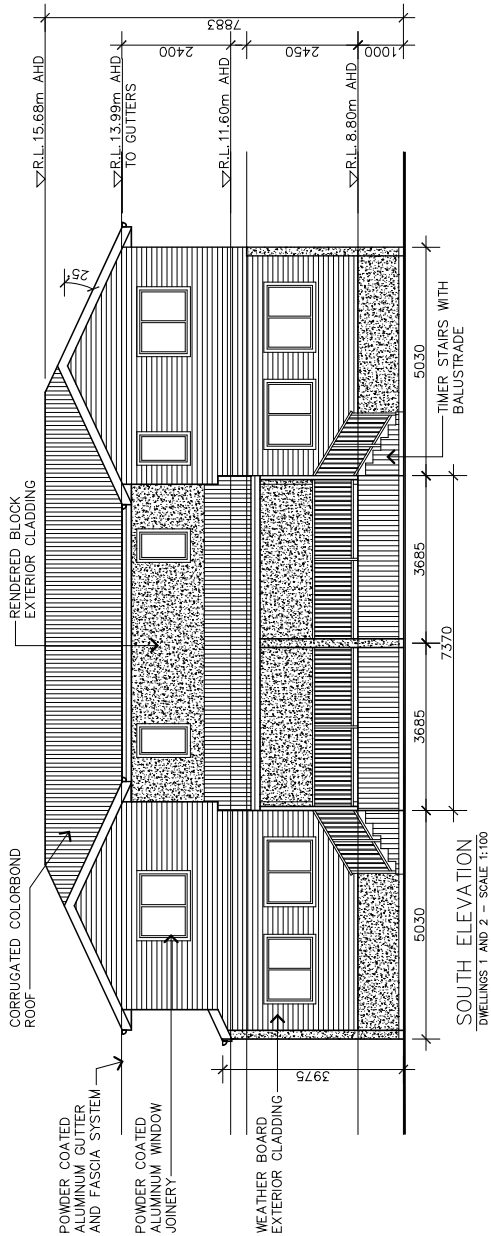 CORRUGATED COLORBOND
ROOF
RENDERED BLOCK
EXTERIOR CLADDING
25°
R.L. 15.68m AHD
R.L. 13.99m AHD
TO GUTTERS
R.L. 11.60m AHD
R.L. 8.80m AHD
7883
2400
2450
1000
POWDER COATED
ALUMINUM GUTTER
AND FASCIA SYSTEM
POWDER COATED
ALUMINUM WINDOW
JOINERY
WEATHER BOARD
EXTERIOR CLADDING
3975
5030
3685
3685
5030
7370
TIMER STAIRS WITH
BALUSTRADE
SOUTH ELEVATION
DWELLINGS 1 AND 2 - SCALE 1:100